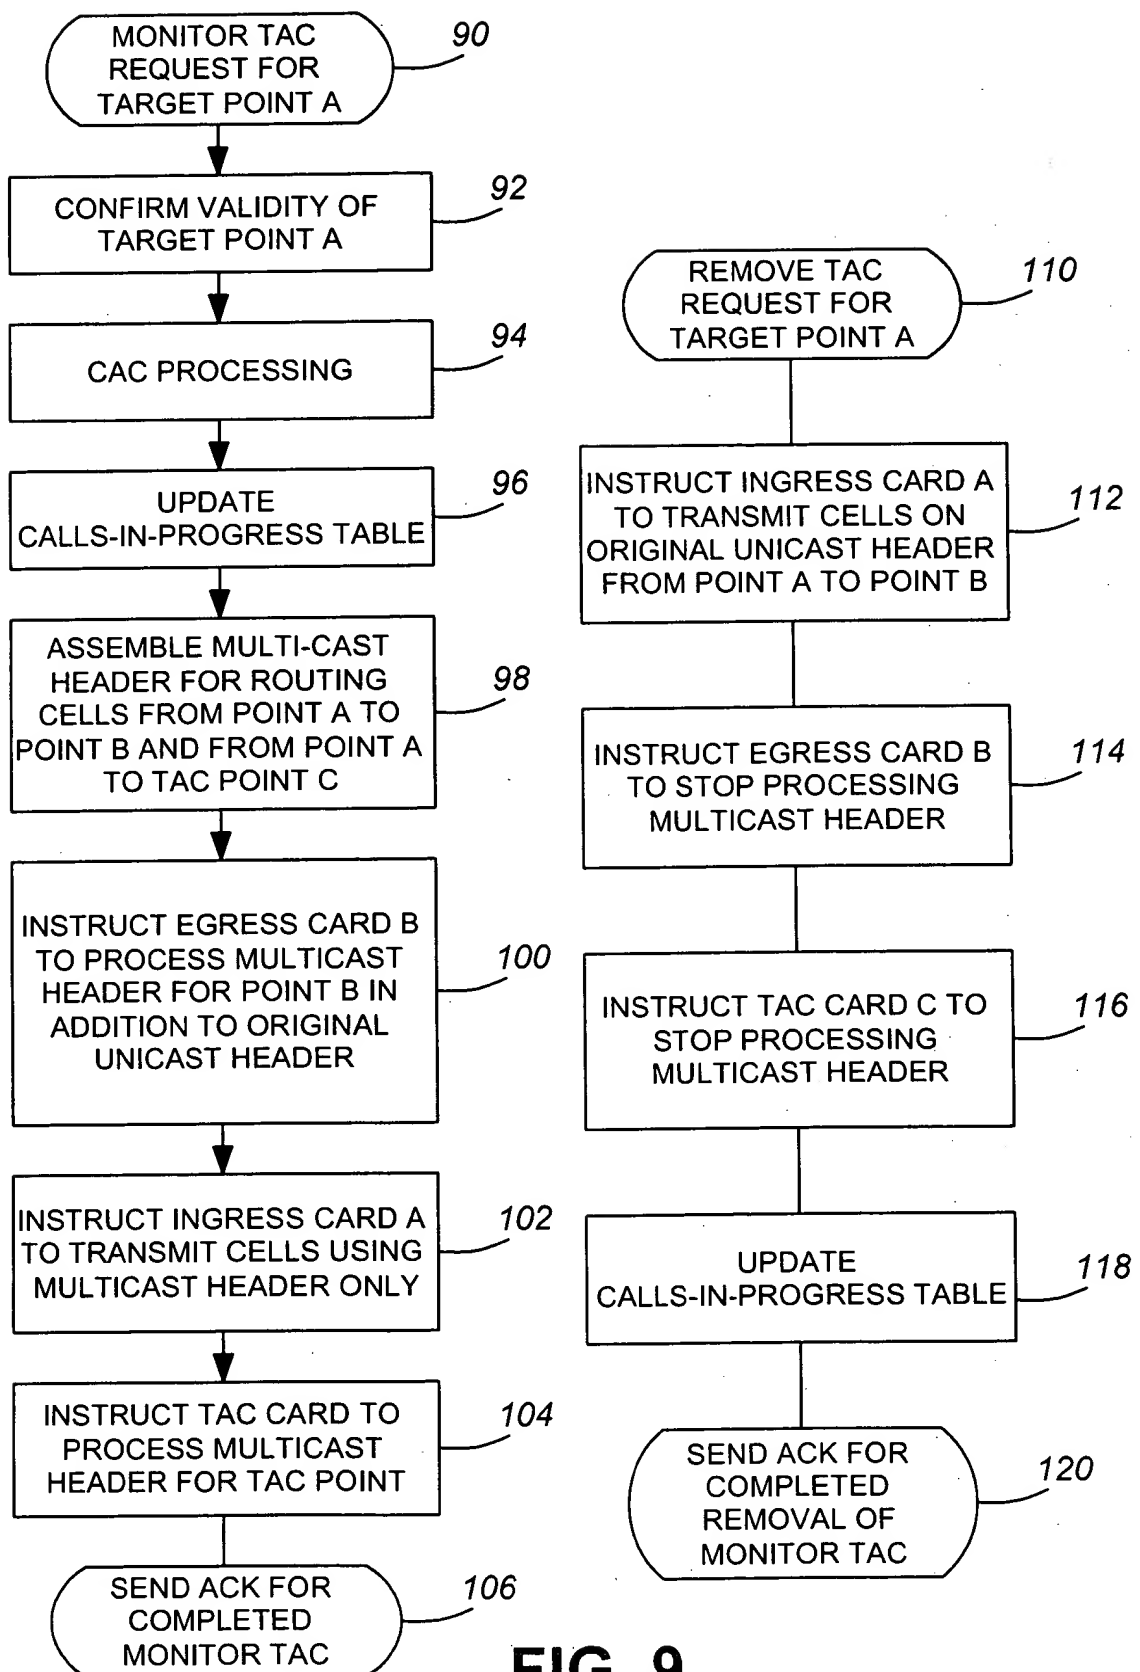 MONITOR TAC
REQUEST FOR
TARGET POINT A
90
CONFIRM VALIDITY OF
TARGET POINT A
92
CAC PROCESSING
94
UPDATE
CALLS-IN-PROGRESS TABLE
96
ASSEMBLE MULTI-CAST
HEADER FOR ROUTING
CELLS FROM POINT A TO
POINT B AND FROM POINT A
TO TAC POINT C
98
INSTRUCT EGRESS CARD B
TO PROCESS MULTICAST
HEADER FOR POINT B IN
ADDITION TO ORIGINAL
UNICAST HEADER
100
INSTRUCT INGRESS CARD A
TO TRANSMIT CELLS USING
MULTICAST HEADER ONLY
102
INSTRUCT TAC CARD TO
PROCESS MULTICAST
HEADER FOR TAC POINT
104
SEND ACK FOR
COMPLETED
MONITOR TAC
106
REMOVE TAC
REQUEST FOR
TARGET POINT A
110
INSTRUCT INGRESS CARD A
TO TRANSMIT CELLS ON
ORIGINAL UNICAST HEADER
FROM POINT A TO POINT B
112
INSTRUCT EGRESS CARD B
TO STOP PROCESSING
MULTICAST HEADER
114
INSTRUCT TAC CARD C TO
STOP PROCESSING
MULTICAST HEADER
116
UPDATE
CALLS-IN-PROGRESS TABLE
118
SEND ACK FOR
COMPLETED
REMOVAL OF
MONITOR TAC
120
FIG. 9